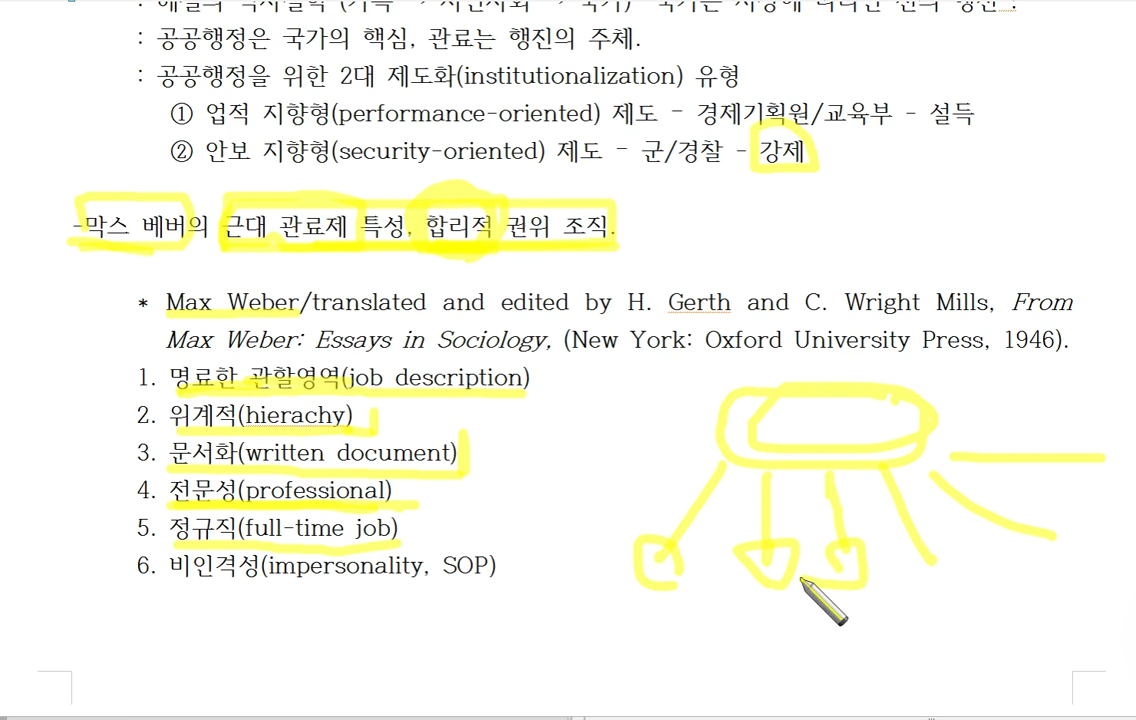 : 공공행정은 국가의 핵심, 관료는 행진의 주체.
: 공공행정을 위한 2대 제도화(institutionalization) 유형
① 업적 지향형(performance-oriented) 제도 - 경제기획원/교육부 - 설득
② 안보 지향형(security-oriented) 제도 - 군/경찰 - 강제
-막스 베버의 근대 관료제 특성, 합리적 권위 조직.
* Max Weber/translated and edited by H. Gerth and C. Wright Mills, From
Max Weber: Essays in Sociology, (New York: Oxford University Press, 1946).
1. 명료한 관할영역(job description)
2. 위계적(hierachy)
3. 문서화(written document)
4. 전문성(professional)
5. 정규직(full-time job)
6. 비인격성(impersonality, SOP)